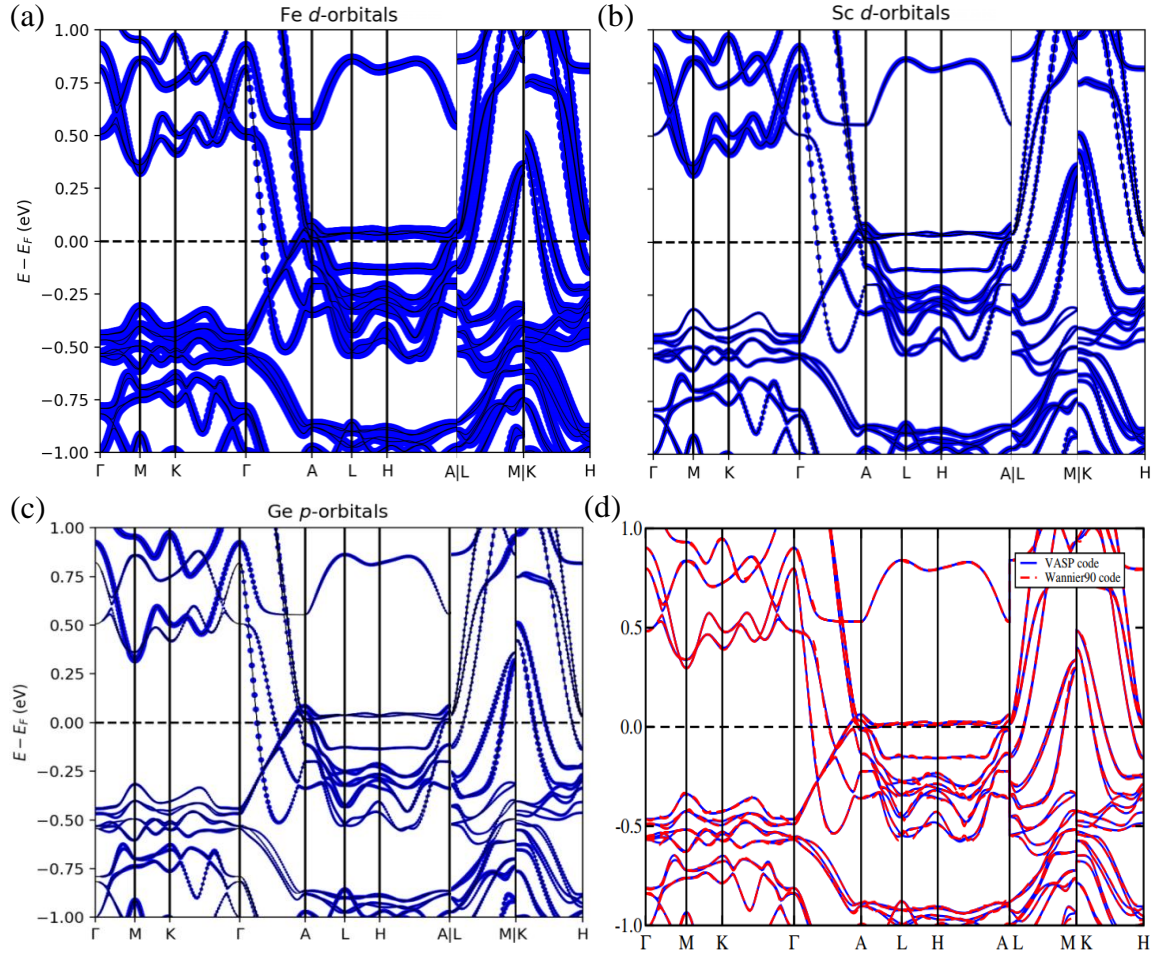 (a)
Fe d-orbitals
1.00
0.75
0.50
0.25
0.00
−0.25
−0.50
−0.75
−1.00
E − E_F (eV)
Γ M K Γ A L H A|L M|K H
(b)
Sc d-orbitals
Γ M K Γ A L H A|L M|K H
(c)
Ge p-orbitals
1.00
0.75
0.50
0.25
0.00
−0.25
−0.50
−0.75
−1.00
E − E_F (eV)
Γ M K Γ A L H A|L M|K H
(d)
1.0
0.5
0.0
-0.5
-1.0
VASP code
Wannier90 code
Γ M K Γ A L H A L M K H